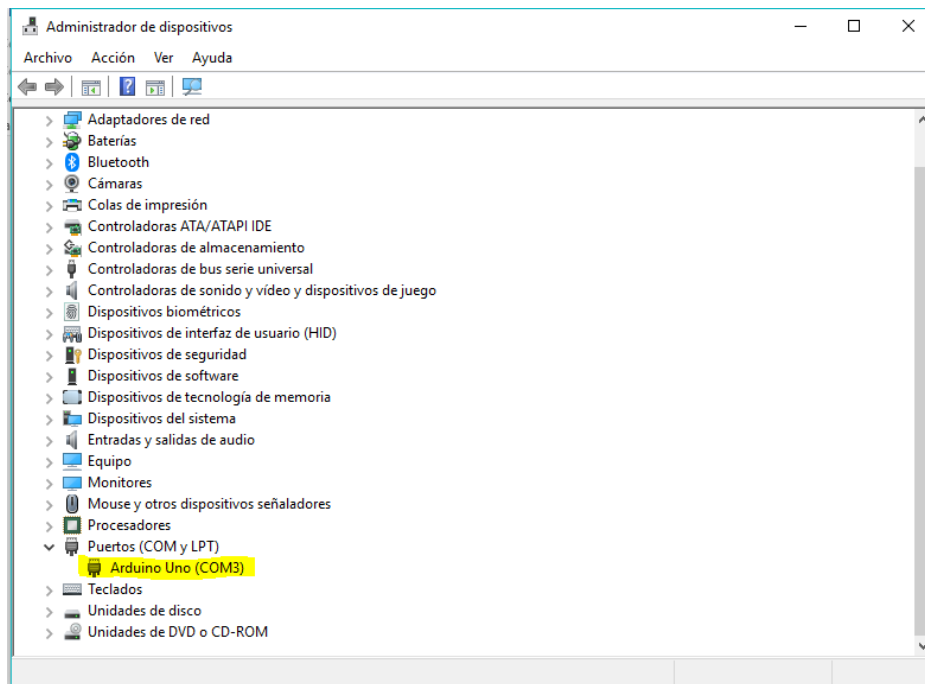 Administrador de dispositivos
Archivo Acción Ver Ayuda
Adaptadores de red
Baterías
Bluetooth
Cámaras
Colas de impresión
Controladoras ATA/ATAPI IDE
Controladoras de almacenamiento
Controladoras de bus serie universal
Controladoras de sonido y vídeo y dispositivos de juego
Dispositivos biométricos
Dispositivos de interfaz de usuario (HID)
Dispositivos de seguridad
Dispositivos de software
Dispositivos de tecnología de memoria
Dispositivos del sistema
Entradas y salidas de audio
Equipo
Monitores
Mouse y otros dispositivos señaladores
Procesadores
Puertos (COM y LPT)
Arduino Uno (COM3)
Teclados
Unidades de disco
Unidades de DVD o CD-ROM